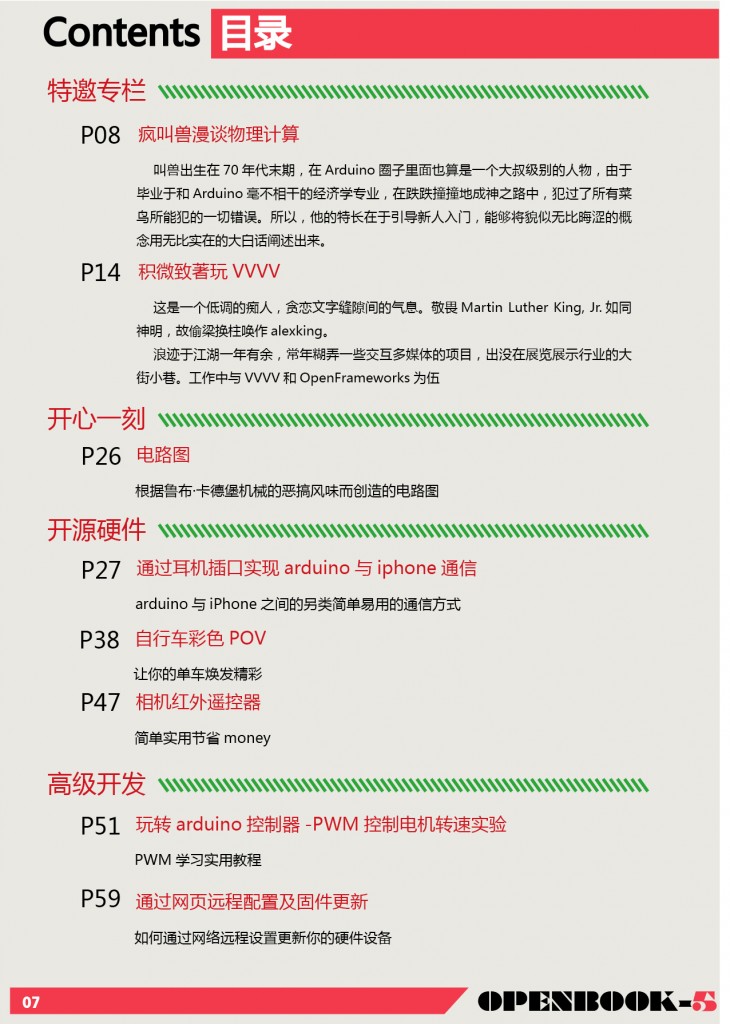 Contents 目录
特邀专栏
P08 疯叫兽漫谈物理计算
叫兽出生在 70 年代末期，在 Arduino 圈子里面也算是一个大叔级别的人物，由于
毕业于和 Arduino 毫不相干的经济学专业，在跌跌撞撞地成神之路中，犯过了所有菜
鸟所能犯的一切错误。所以，他的特长在于引导新人入门，能够将貌似无比晦涩的概
念用无比实在的大白话阐述出来。
P14 积微致著玩 VVVV
这是一个低调的痴人，贪恋文字缝隙间的气息。敬畏 Martin Luther King, Jr. 如同
神明，故偷梁换柱唤作 alexking。
浪迹于江湖一年有余，常年糊弄一些交互多媒体的项目，出没在展览展示行业的大
街小巷。工作中与 VVVV 和 OpenFrameworks 为伍
开心一刻
P26 电路图
根据鲁布·卡德堡机械的恶搞风味而创造的电路图
开源硬件
P27 通过耳机插口实现 arduino 与 iphone 通信
arduino 与 iPhone 之间的另类简单易用的通信方式
P38 自行车彩色 POV
让你的单车焕发精彩
P47 相机红外遥控器
简单实用节省 money
高级开发
P51 玩转 arduino 控制器 -PWM 控制电机转速实验
PWM 学习实用教程
P59 通过网页远程配置及固件更新
如何通过网络远程设置更新你的硬件设备
07 OPENBOOK-5